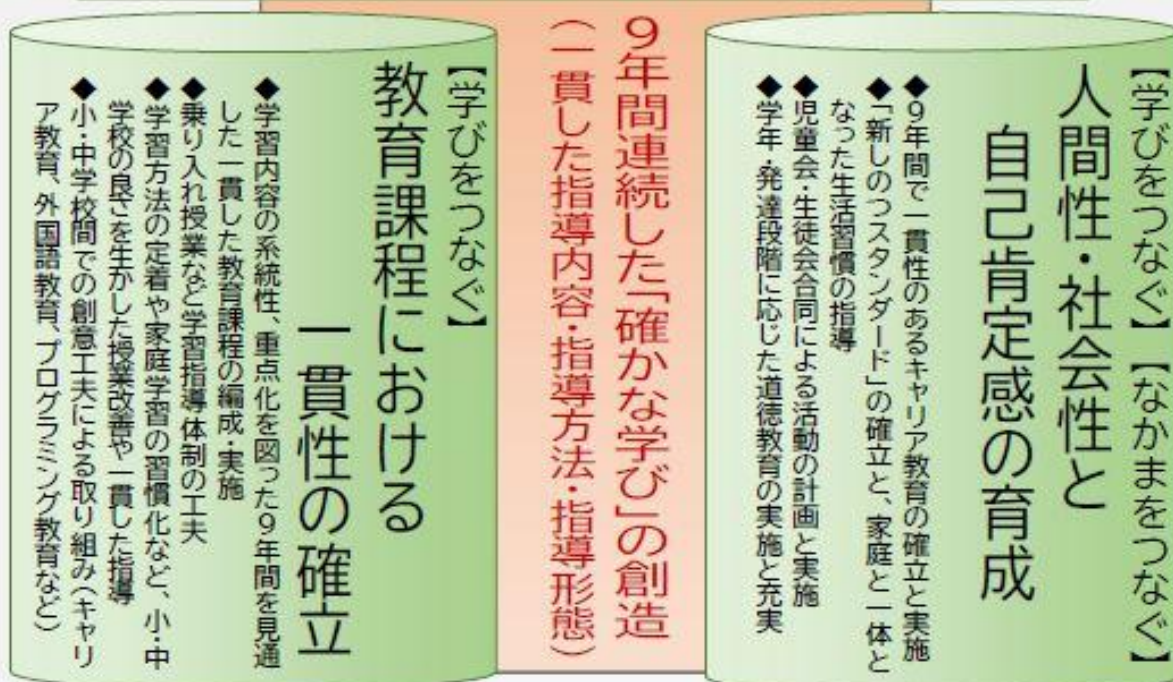 【学びをつなぐ】【なかまをつなぐ】
人間性・社会性と
自己肯定感の育成
◆9年間で一貫性のあるキャリア教育の確立と実施
◆「新しのつスタンダード」の確立と、家庭と一体と
なった生活習慣の指導
◆児童会・生徒会合同による活動の計画と実施
◆学年・発達段階に応じた道徳教育の実施と充実
9年間連続した「確かな学び」の創造
(一貫した指導内容・指導方法・指導形態)
【学びをつなぐ】
教育課程における
一貫性の確立
◆学習内容の系統性、重点化を図った9年間を見通
した一貫した教育課程の編成・実施
◆乗り入れ授業など学習指導体制の工夫
◆学習方法の定着や家庭学習の習慣化など、小・中
学校の良さを生かした授業改善や一貫した指導
◆小・中学校間での創意工夫による取り組み(キャリ
ア教育、外国語教育、プログラミング教育など)